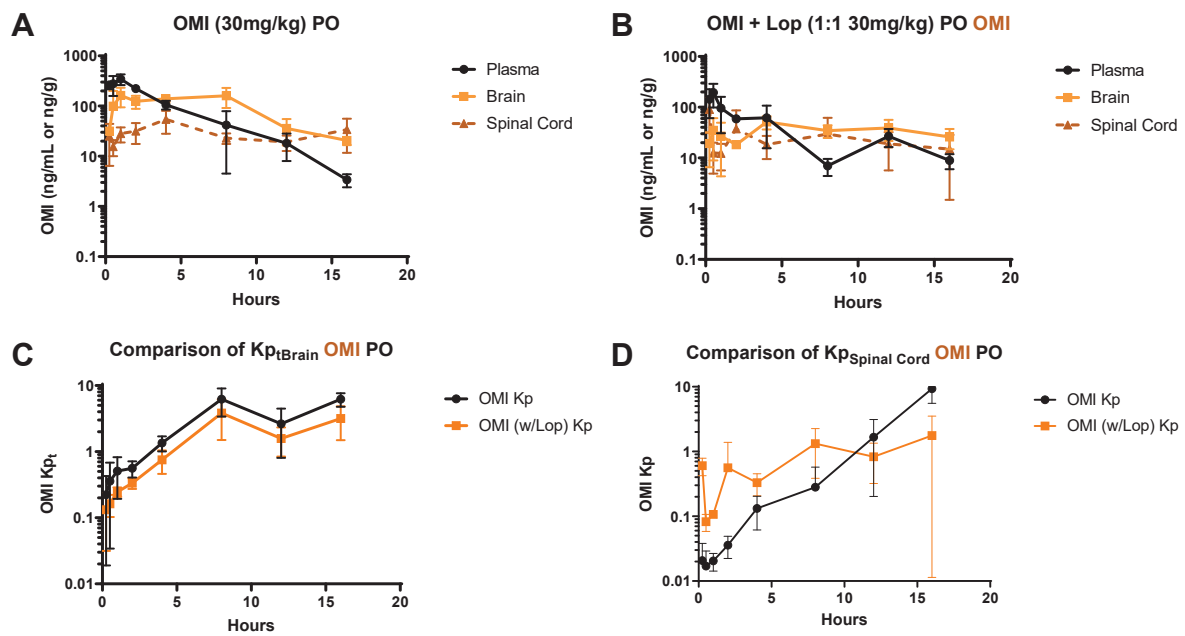 A
OMI (30mg/kg) PO
OMI (ng/mL or ng/g)
1000
100
10
1
0.1
0
5
10
15
20
Hours
Plasma
Brain
Spinal Cord
B
OMI + Lop (1:1 30mg/kg) PO OMI
OMI (ng/mL or ng/g)
1000
100
10
1
0.1
0
5
10
15
20
Hours
Plasma
Brain
Spinal Cord
C
Comparison of KptBrain OMI PO
OMI Kpt
10
1
0.1
0.01
0
5
10
15
20
Hours
OMI Kp
OMI (w/Lop) Kp
D
Comparison of KpSpinal Cord OMI PO
OMI Kp
10
1
0.1
0.01
0
5
10
15
20
Hours
OMI Kp
OMI (w/Lop) Kp